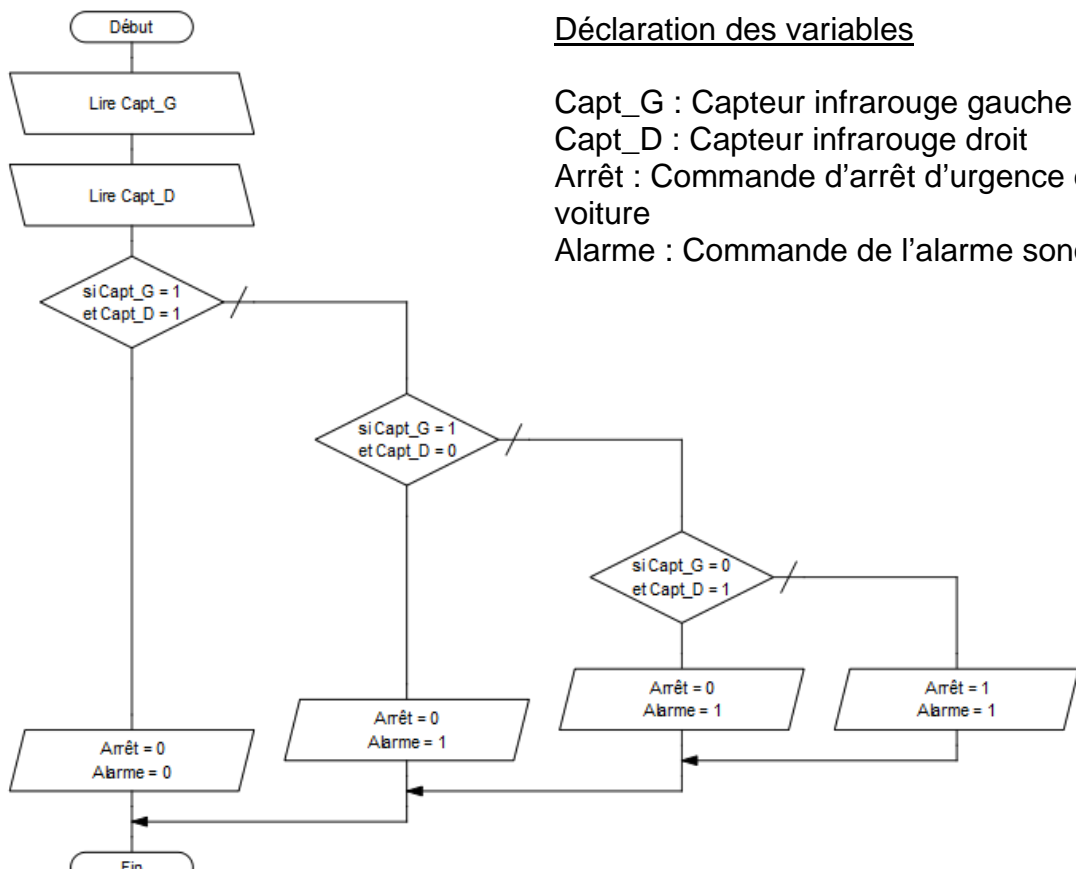 Début
Déclaration des variables
Lire Capt_G
Capt_G : Capteur infrarouge gauche
Capt_D : Capteur infrarouge droit
Lire Capt_D
Arrêt : Commande d’arrêt d’urgence
voiture
Alarme : Commande de l’alarme
si Capt_G = 1
et Capt_D = 1
si Capt_G = 1
et Capt_D = 0
si Capt_G = 0
et Capt_D = 1
Arrêt = 0
Alarme = 1
Arrêt = 1
Alarme = 1
Arrêt = 0
Alarme = 1
Arrêt = 0
Alarme = 0
Fin